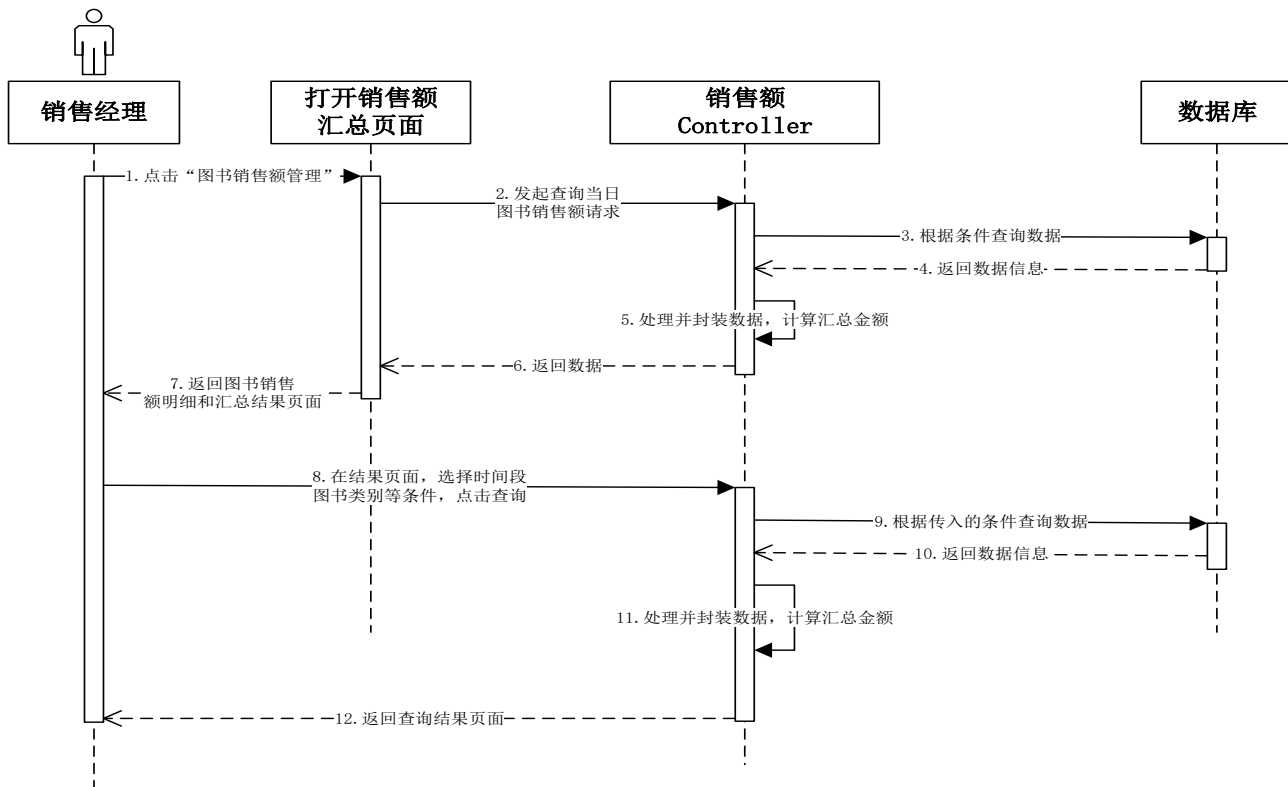 销售经理
打开销售额
汇总页面
销售额
Controller
数据库
1.点击“图书销售额管理”
2.发起查询当日
图书销售额请求
3.根据条件查询数据
4.返回数据信息
5.处理并封装数据，计算汇总金额
6.返回数据
7.返回图书销售
额明细和汇总结果页面
8.在结果页面，选择时间段
图书类别等条件，点击查询
9.根据传入的条件查询数据
10.返回数据信息
11.处理并封装数据，计算汇总金额
12.返回查询结果页面